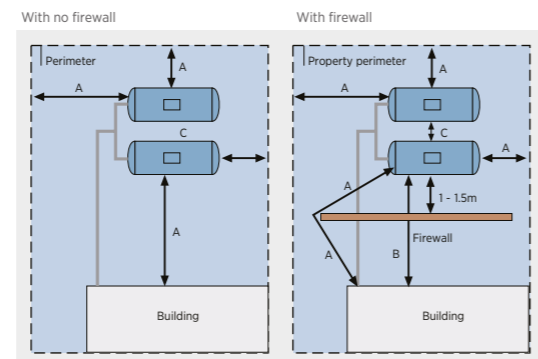 With no firewall
Perimeter
A
A
C
A
Building
With firewall
Property perimeter
A
A
C
A
A
1 - 1.5m
Firewall
A
B
Building